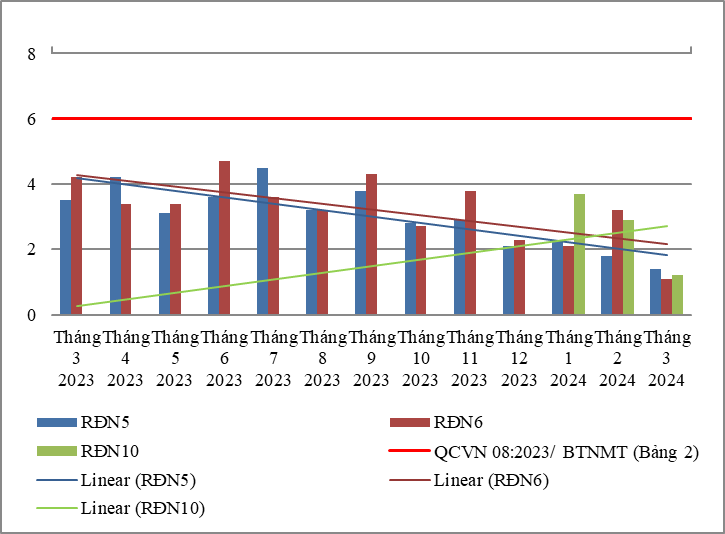 8
6
4
2
0
Tháng Tháng Tháng Tháng Tháng Tháng Tháng Tháng Tháng Tháng Tháng Tháng Tháng
3 4 5 6 7 8 9 10 11 12 1 2 3
2023 2023 2023 2023 2023 2023 2023 2023 2023 2023 2024 2024 2024
RĐN5 RĐN6
RĐN10 QCVN 08:2023/ BTNMT (Bảng 2)
Linear (RĐN5) Linear (RĐN6)
Linear (RĐN10)